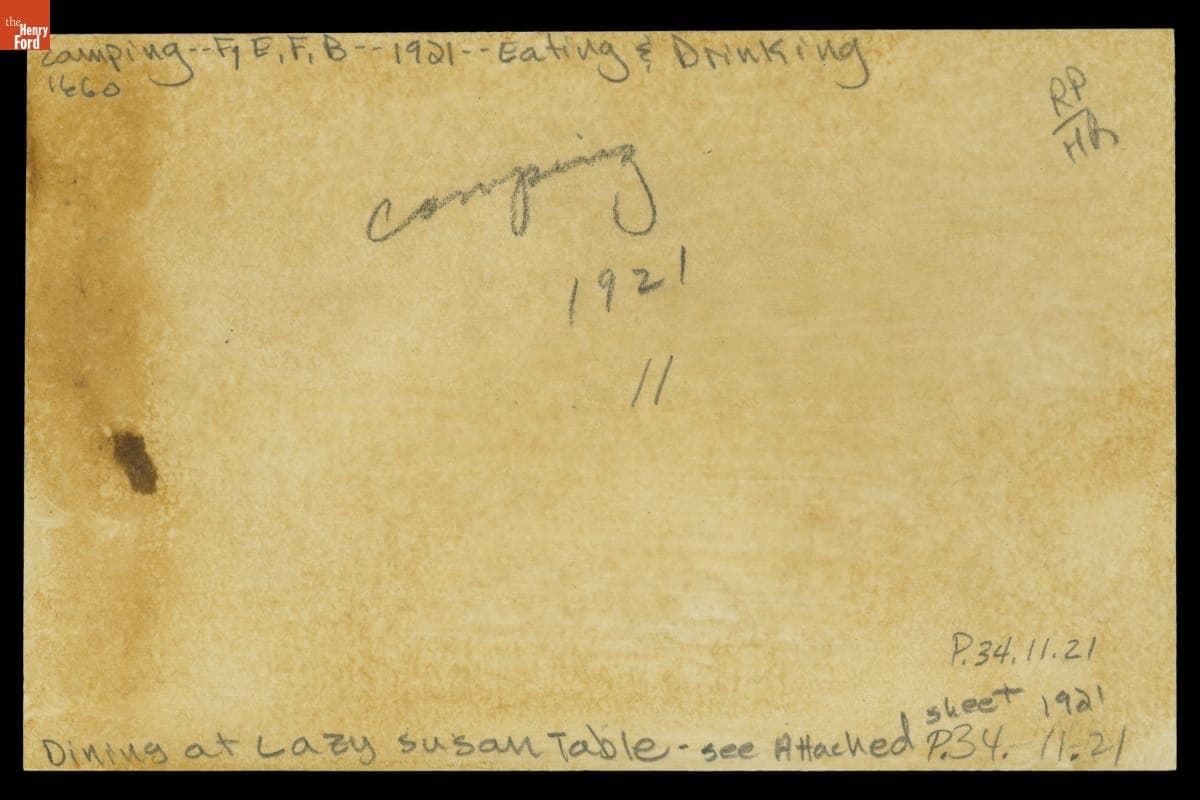 the
Henry
Ford
Camping--F, E, F, B--1921--Eating & Drinking
1660
RP
HB
camping
1921
11
P.34.11.21
sheet 1921
Dining at Lazy Susan Table - see Attached P.34.-11.21